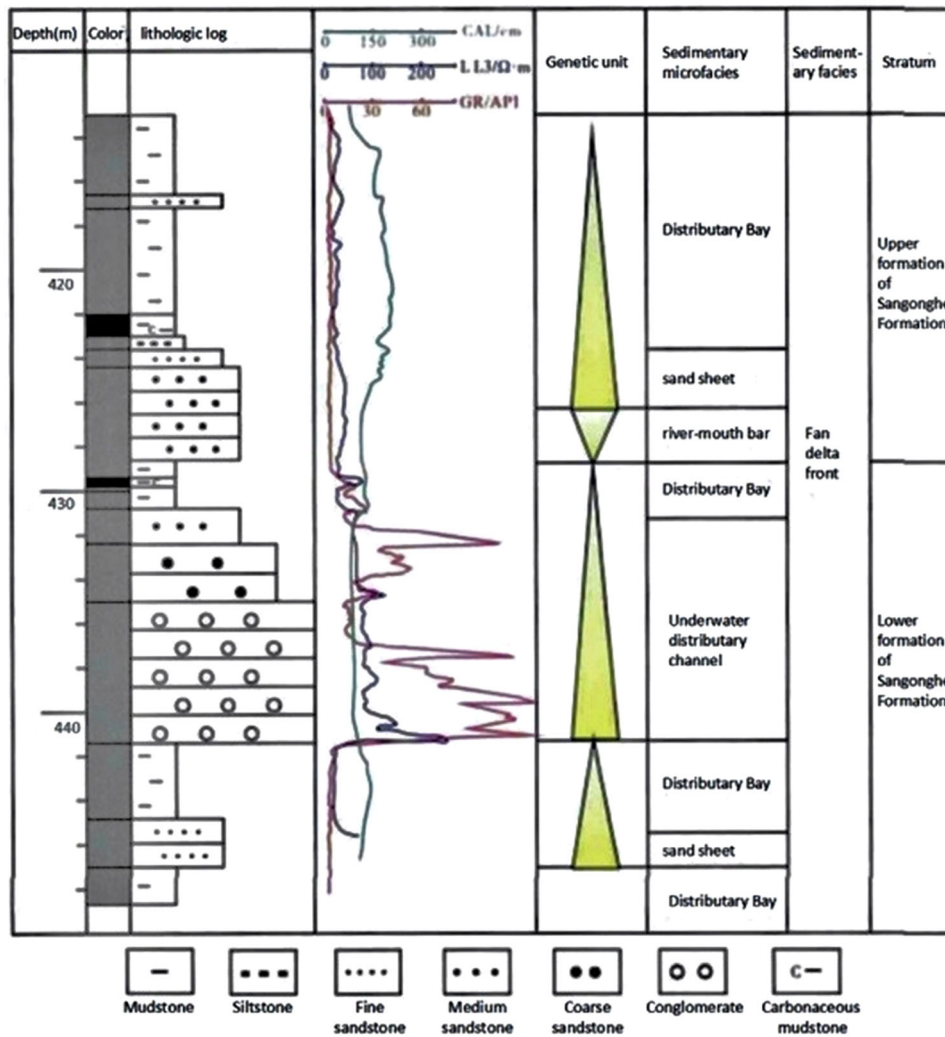 Depth(m)
Color
lithologic log
CAL/cm
0 150 300
LL3/Ω·m
0 100 200
GR/API
0 30 60
Genetic unit
Sedimentary
microfacies
Sediment-
ary facies
Stratum
420
430
440
C
C
Distributary Bay
sand sheet
river-mouth bar
Distributary Bay
Underwater
distributary
channel
Distributary Bay
sand sheet
Distributary Bay
Fan
delta
front
Upper
formation
of
Sangonghe
Formation
Lower
formation
of
Sangonghe
Formation
C
Mudstone
Siltstone
Fine
sandstone
Medium
sandstone
Coarse
sandstone
Conglomerate
Carbonaceous
mudstone